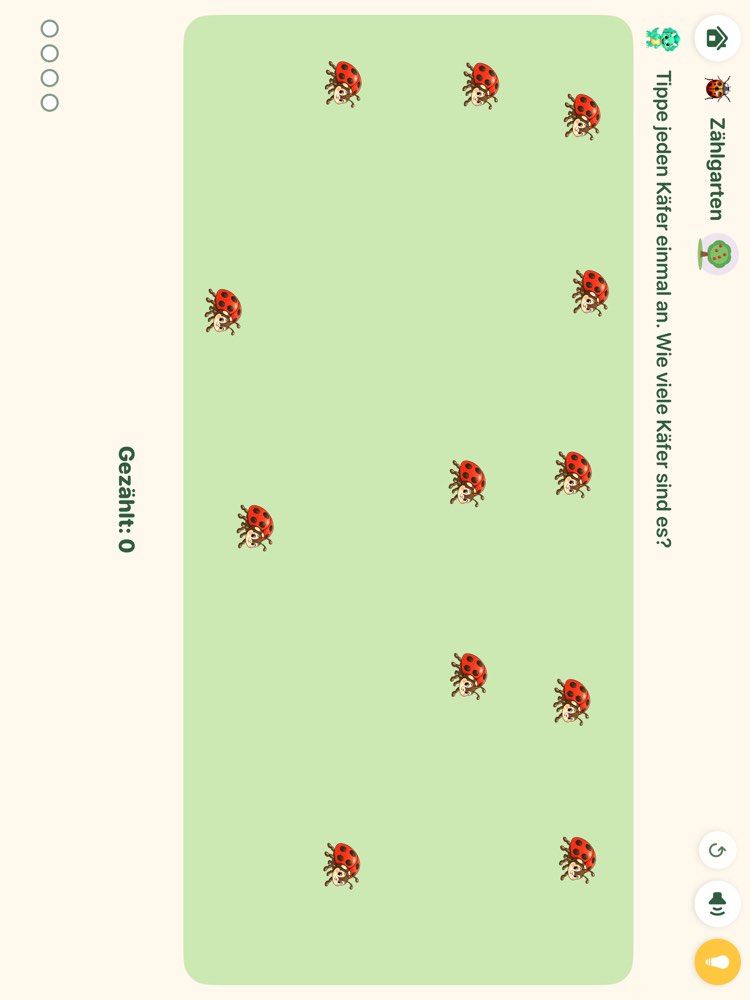 Zählgarten
Tippe jeden Käfer einmal an. Wie viele Käfer sind es?
Gezählt: 0